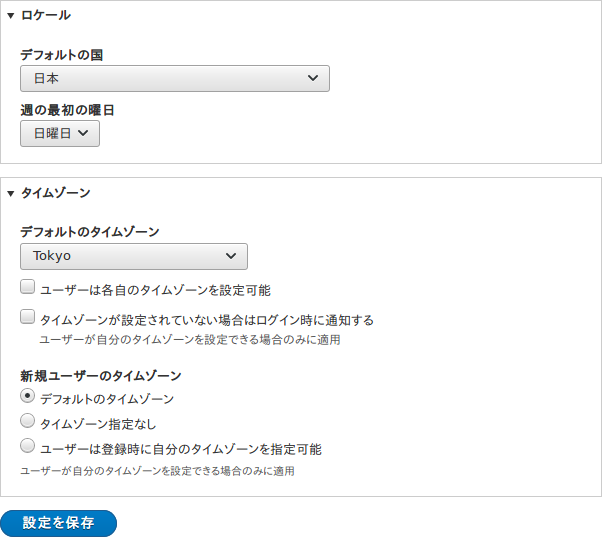 ロケール
デフォルトの国
日本
週の最初の曜日
日曜日
タイムゾーン
デフォルトのタイムゾーン
Tokyo
ユーザーは各自のタイムゾーンを設定可能
タイムゾーンが設定されていない場合はログイン時に通知する
ユーザーが自分のタイムゾーンを設定できる場合のみに適用
新規ユーザーのタイムゾーン
デフォルトのタイムゾーン
タイムゾーン指定なし
ユーザーは登録時に自分のタイムゾーンを指定可能
ユーザーが自分のタイムゾーンを設定できる場合のみに適用
設定を保存